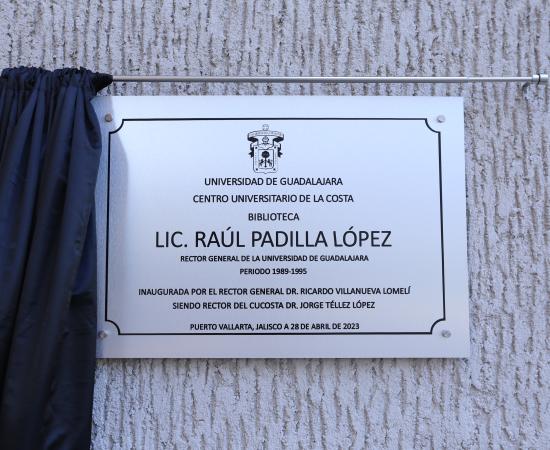 UNIVERSIDAD DE GUADALAJARA
CENTRO UNIVERSITARIO DE LA COSTA
BIBLIOTECA
LIC. RAÚL PADILLA LÓPEZ
RECTOR GENERAL DE LA UNIVERSIDAD DE GUADALAJARA
PERIODO 1989-1995
INAUGURADA POR EL RECTOR GENERAL DR. RICARDO VILLANUEVA LOMELÍ
SIENDO RECTOR DEL CUCOSTA DR. JORGE TÉLLEZ LÓPEZ
PUERTO VALLARTA, JALISCO A 28 DE ABRIL DE 2023